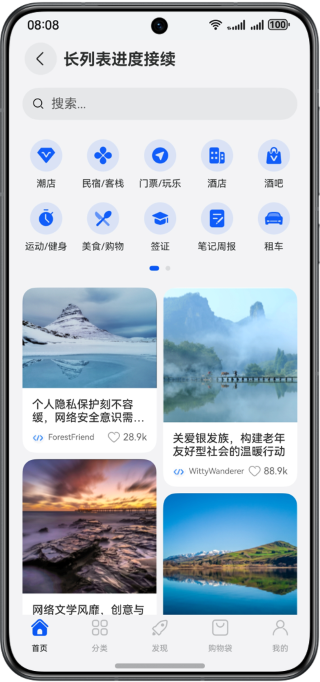 08:08
100
长列表进度接续
搜索...
潮店
民宿/客栈
门票/玩乐
酒店
酒吧
运动/健身
美食/购物
签证
笔记周报
租车
个人隐私保护刻不容
缓，网络安全意识需...
ForestFriend
28.9k
关爱银发族，构建老年
友好型社会的温暖行动
WittyWanderer
88.9k
网络文学风靡，创意与
首页
分类
发现
购物袋
我的